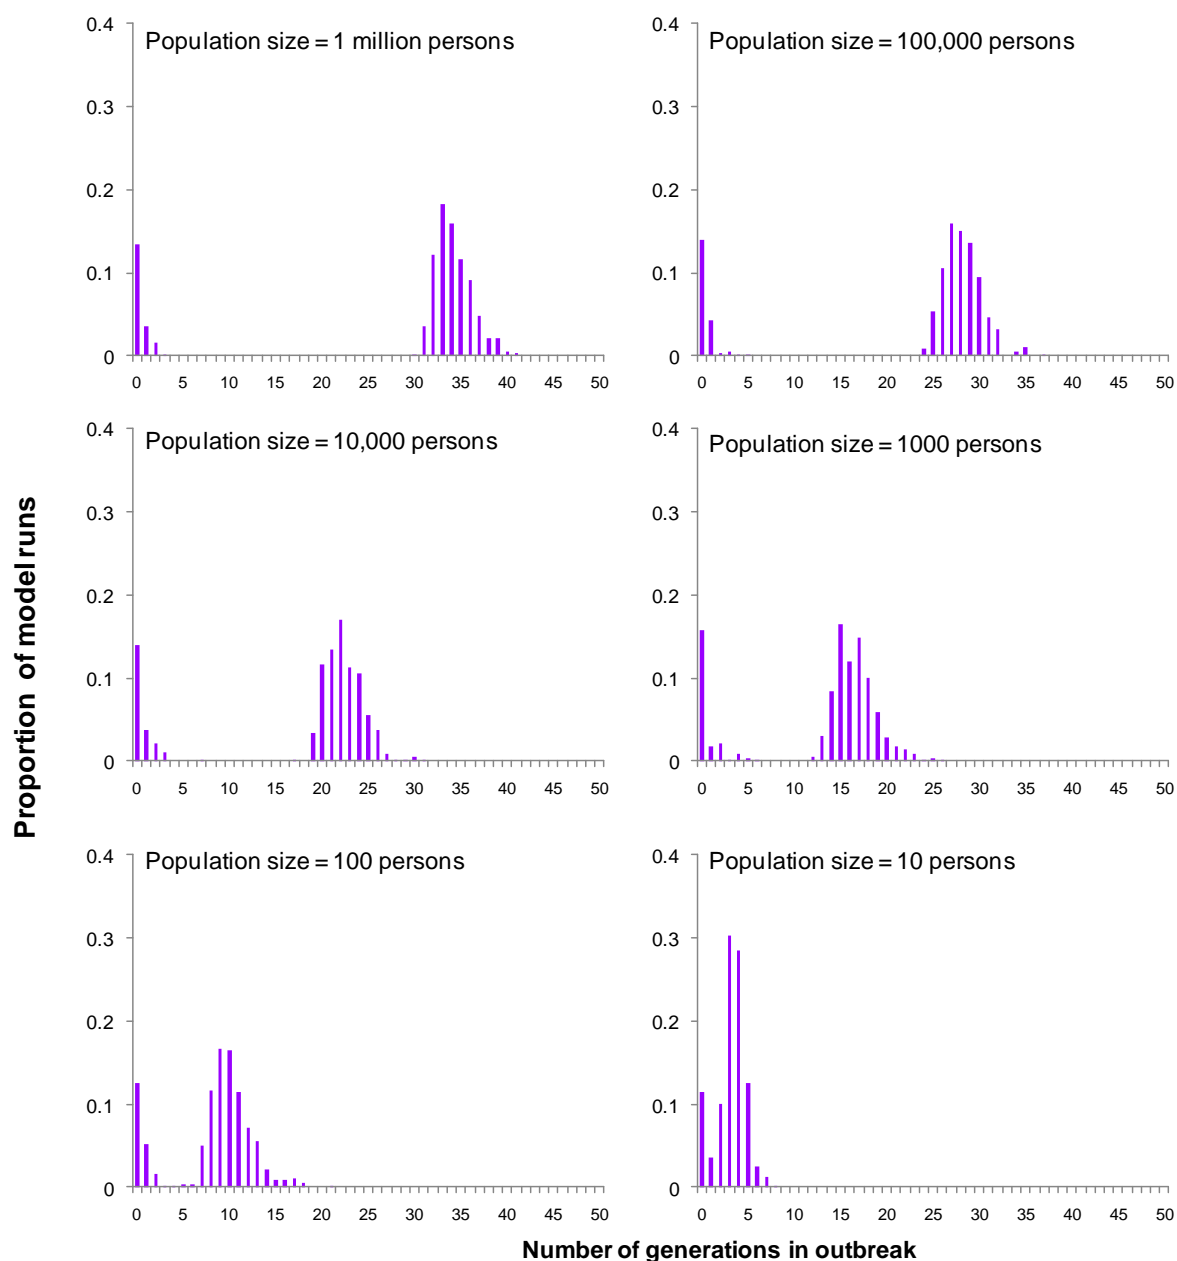 Population size = 1 million persons
0.4
0.3
0.2
0.1
0
0 5 10 15 20 25 30 35 40 45 50
Population size = 100,000 persons
0.4
0.3
0.2
0.1
0
0 5 10 15 20 25 30 35 40 45 50
Population size = 10,000 persons
0.4
0.3
0.2
0.1
0
0 5 10 15 20 25 30 35 40 45 50
Population size = 1000 persons
0.4
0.3
0.2
0.1
0
0 5 10 15 20 25 30 35 40 45 50
Population size = 100 persons
0.4
0.3
0.2
0.1
0
0 5 10 15 20 25 30 35 40 45 50
Population size = 10 persons
0.4
0.3
0.2
0.1
0
0 5 10 15 20 25 30 35 40 45 50
Proportion of model runs
Number of generations in outbreak